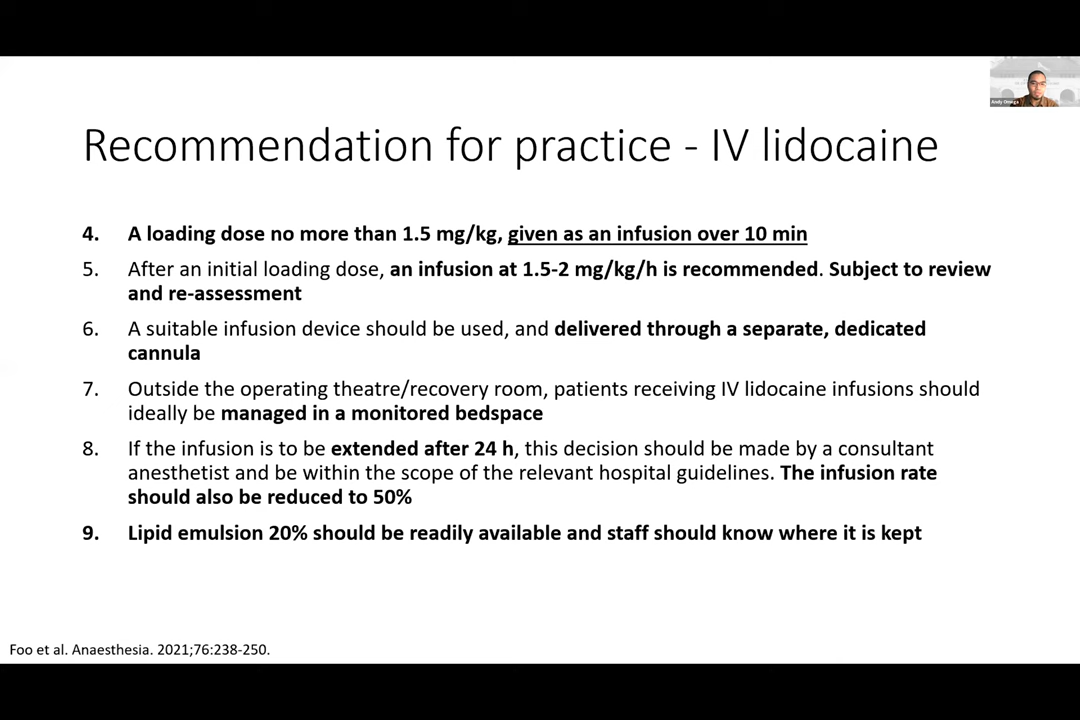 Andy Omega
Recommendation for practice - IV lidocaine
4. A loading dose no more than 1.5 mg/kg, given as an infusion over 10 min
5. After an initial loading dose, an infusion at 1.5-2 mg/kg/h is recommended. Subject to review
and re-assessment
6. A suitable infusion device should be used, and delivered through a separate, dedicated
cannula
7. Outside the operating theatre/recovery room, patients receiving IV lidocaine infusions should
ideally be managed in a monitored bedspace
8. If the infusion is to be extended after 24 h, this decision should be made by a consultant
anesthetist and be within the scope of the relevant hospital guidelines. The infusion rate
should also be reduced to 50%
9. Lipid emulsion 20% should be readily available and staff should know where it is kept
Foo et al. Anaesthesia. 2021;76:238-250.